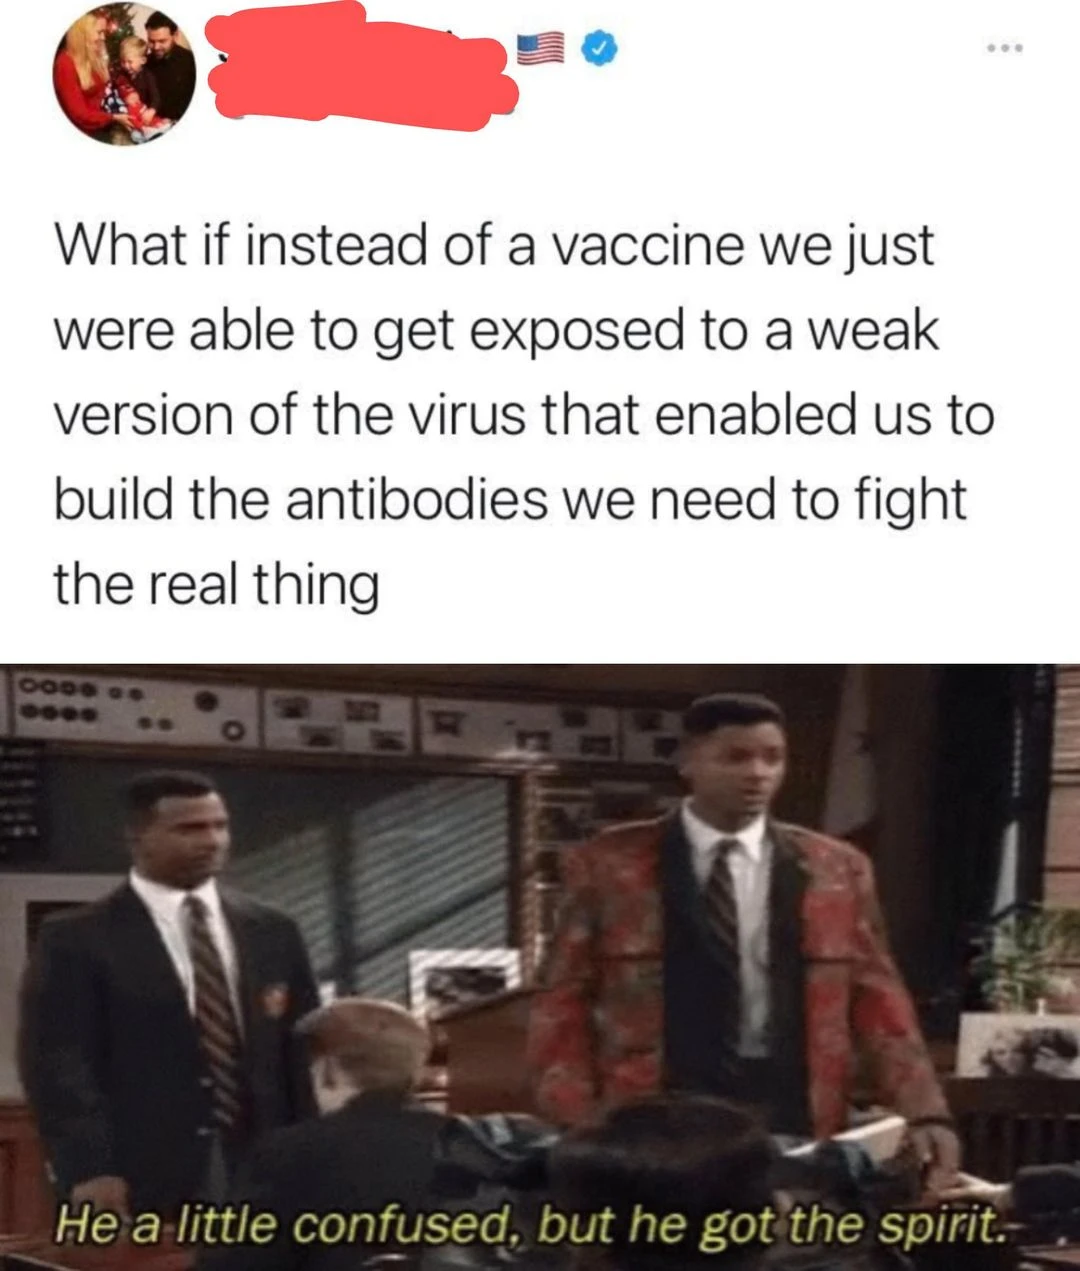 What if instead of a vaccine we just
were able to get exposed to a weak
version of the virus that enabled us to
build the antibodies we need to fight
the real thing
He a little confused, but he got the spirit.